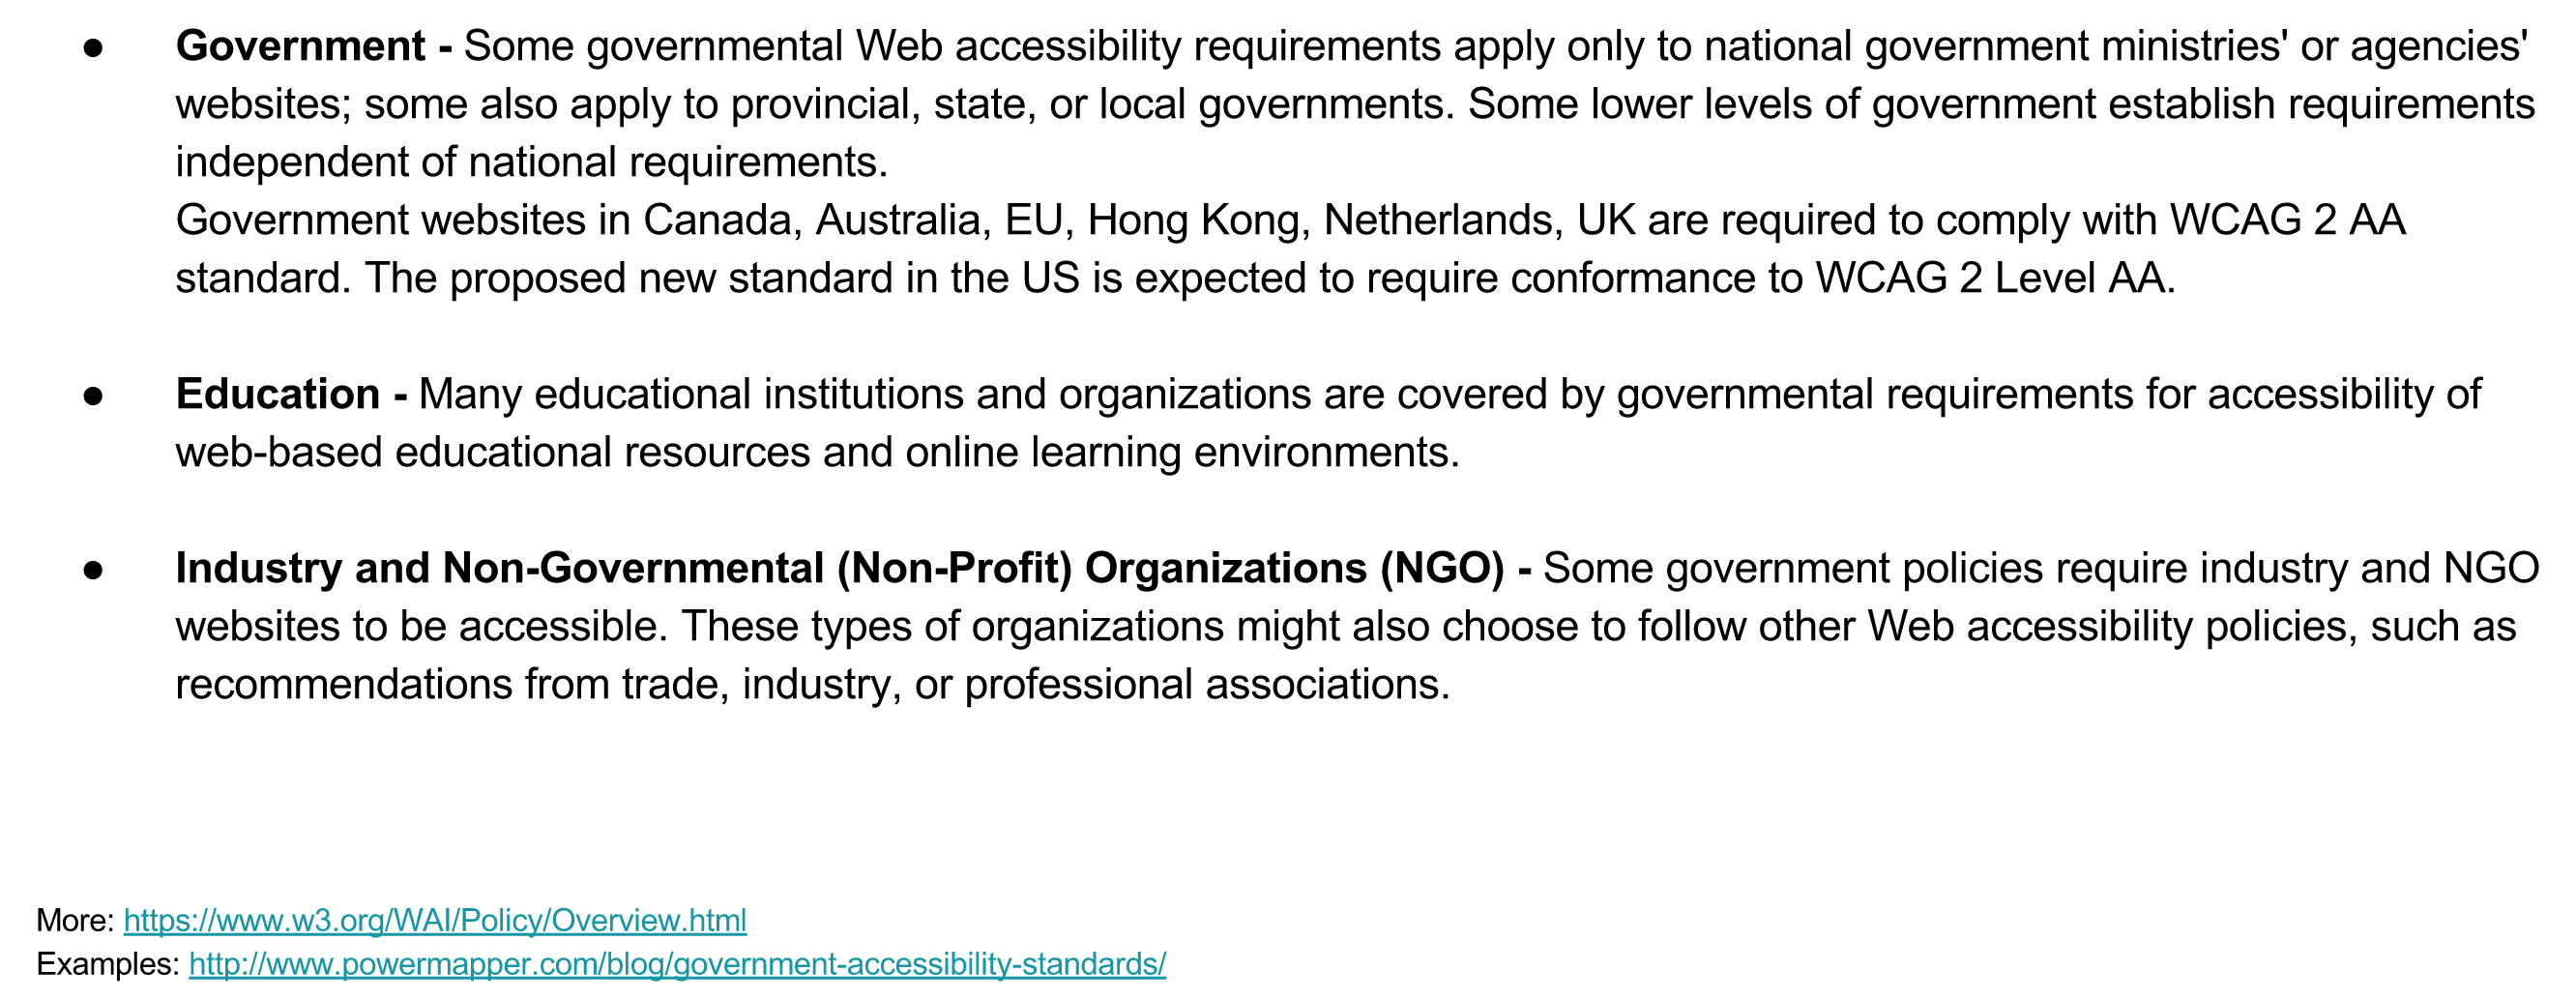 ● Government - Some governmental Web accessibility requirements apply only to national government ministries' or agencies'
websites; some also apply to provincial, state, or local governments. Some lower levels of government establish requirements
independent of national requirements.
Government websites in Canada, Australia, EU, Hong Kong, Netherlands, UK are required to comply with WCAG 2 AA
standard. The proposed new standard in the US is expected to require conformance to WCAG 2 Level AA.
● Education - Many educational institutions and organizations are covered by governmental requirements for accessibility of
web-based educational resources and online learning environments.
● Industry and Non-Governmental (Non-Profit) Organizations (NGO) - Some government policies require industry and NGO
websites to be accessible. These types of organizations might also choose to follow other Web accessibility policies, such as
recommendations from trade, industry, or professional associations.
More: https://www.w3.org/WAI/Policy/Overview.html
Examples: http://www.powermapper.com/blog/government-accessibility-standards/